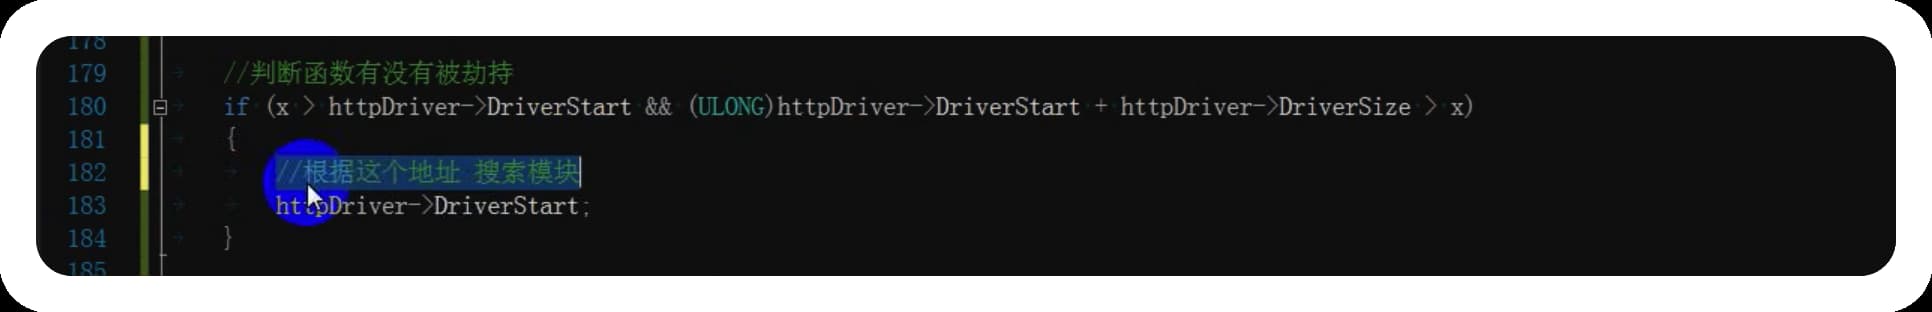 178
179 //判断函数有没有被劫持
180 if (x > httpDriver->DriverStart && (ULONG)httpDriver->DriverStart + httpDriver->DriverSize > x)
181 {
182 //根据这个地址 搜索模块
183 httpDriver->DriverStart;
184 }
185